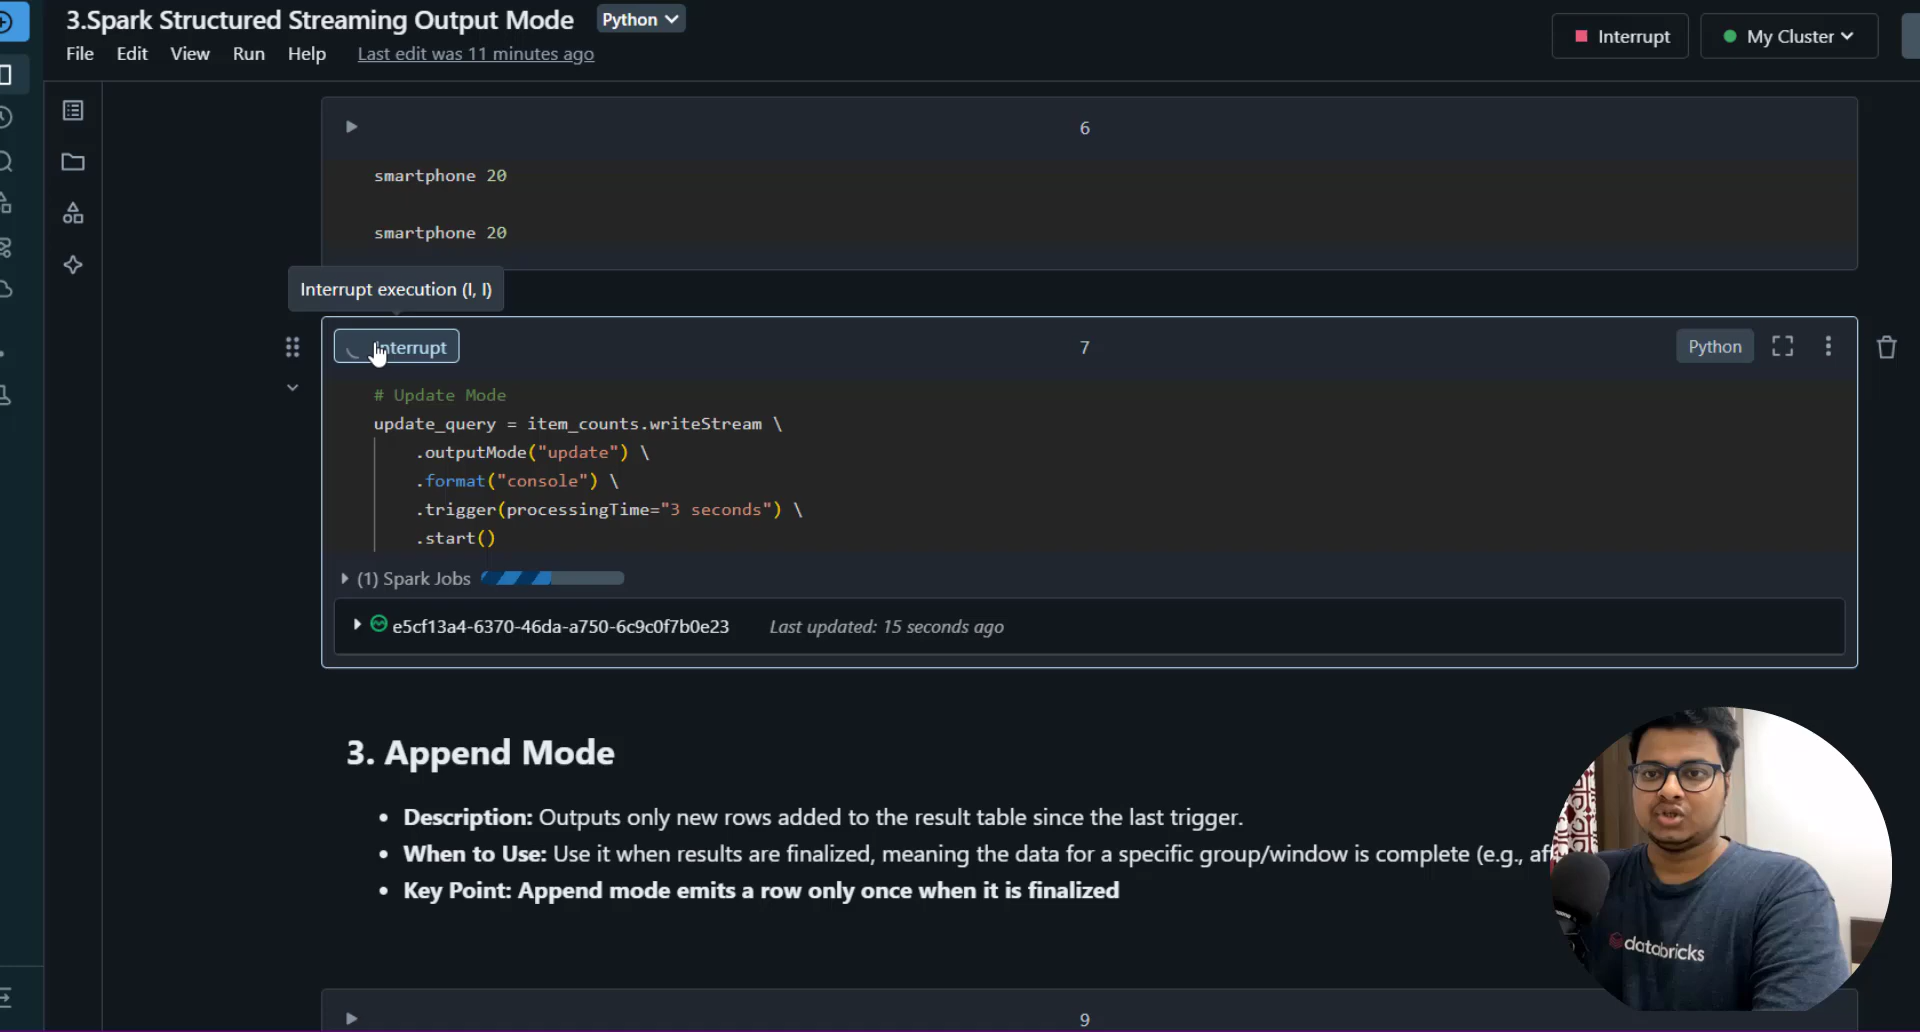 3.Spark Structured Streaming Output Mode
Python
File Edit View Run Help Last edit was 11 minutes ago
Interrupt
My Cluster
6
smartphone 20
smartphone 20
Interrupt execution (I, I)
Interrupt
7
Python
# Update Mode
update_query = item_counts.writeStream \
.outputMode("update") \
.format("console") \
.trigger(processingTime="3 seconds") \
.start()
(1) Spark Jobs
e5cf13a4-6370-46da-a750-6c9c0f7b0e23 Last updated: 15 seconds ago
3. Append Mode
• Description: Outputs only new rows added to the result table since the last trigger.
• When to Use: Use it when results are finalized, meaning the data for a specific group/window is complete (e.g.,
• Key Point: Append mode emits a row only once when it is finalized
databricks
9